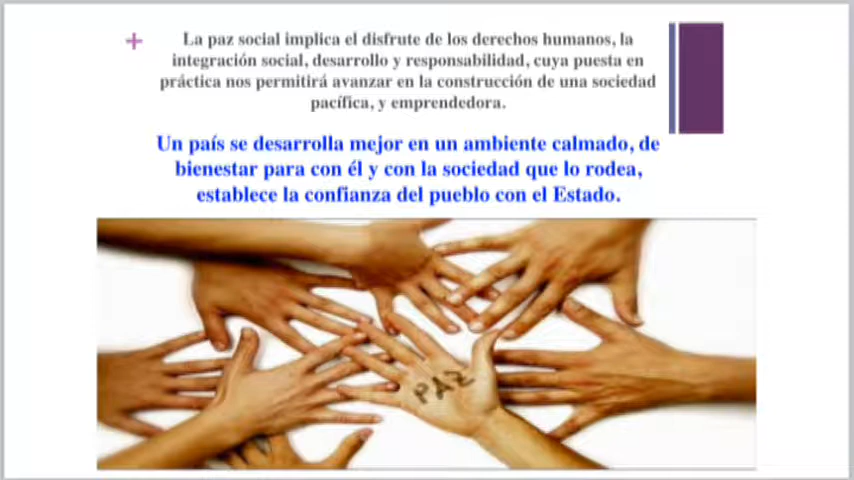 La paz social implica el disfrute de los derechos humanos, la
integración social, desarrollo y responsabilidad, cuya puesta en
práctica nos permitirá avanzar en la construcción de una sociedad
pacífica, y emprendedora.
Un país se desarrolla mejor en un ambiente calmado, de
bienestar para con él y con la sociedad que lo rodea,
establece la confianza del pueblo con el Estado.
PAZ